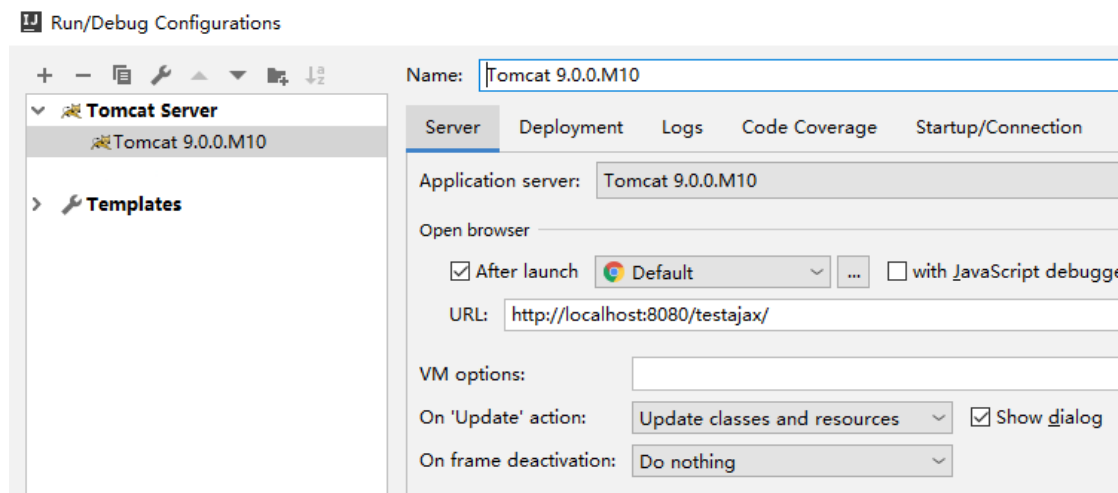 Run/Debug Configurations
Name: Tomcat 9.0.0.M10
Tomcat Server
Tomcat 9.0.0.M10
Templates
Server Deployment Logs Code Coverage Startup/Connection
Application server: Tomcat 9.0.0.M10
Open browser
After launch Default ... with JavaScript debugge
URL: http://localhost:8080/testajax/
VM options:
On 'Update' action: Update classes and resources Show dialog
On frame deactivation: Do nothing